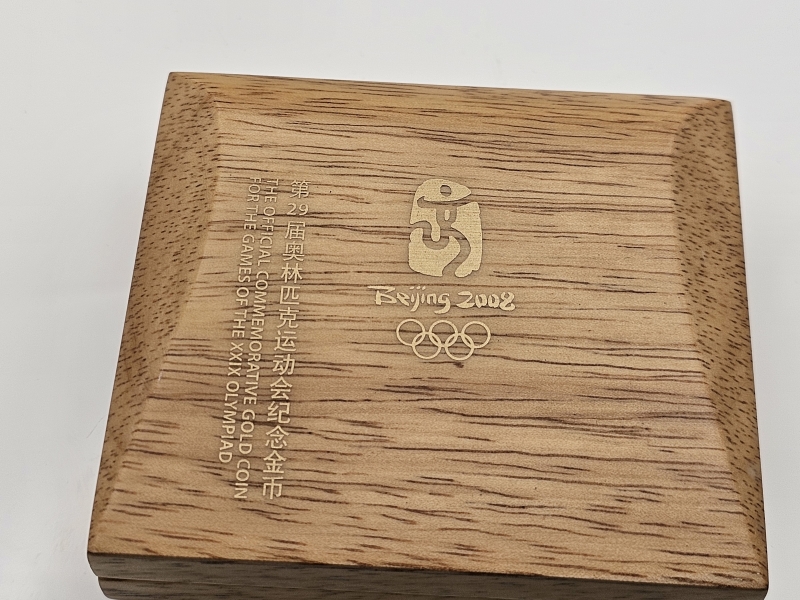 第29届奥林匹克运动会纪念金币
THE OFFICIAL COMMEMORATIVE GOLD COIN
FOR THE GAMES OF THE XXIX OLYMPIAD
Beijing 2008